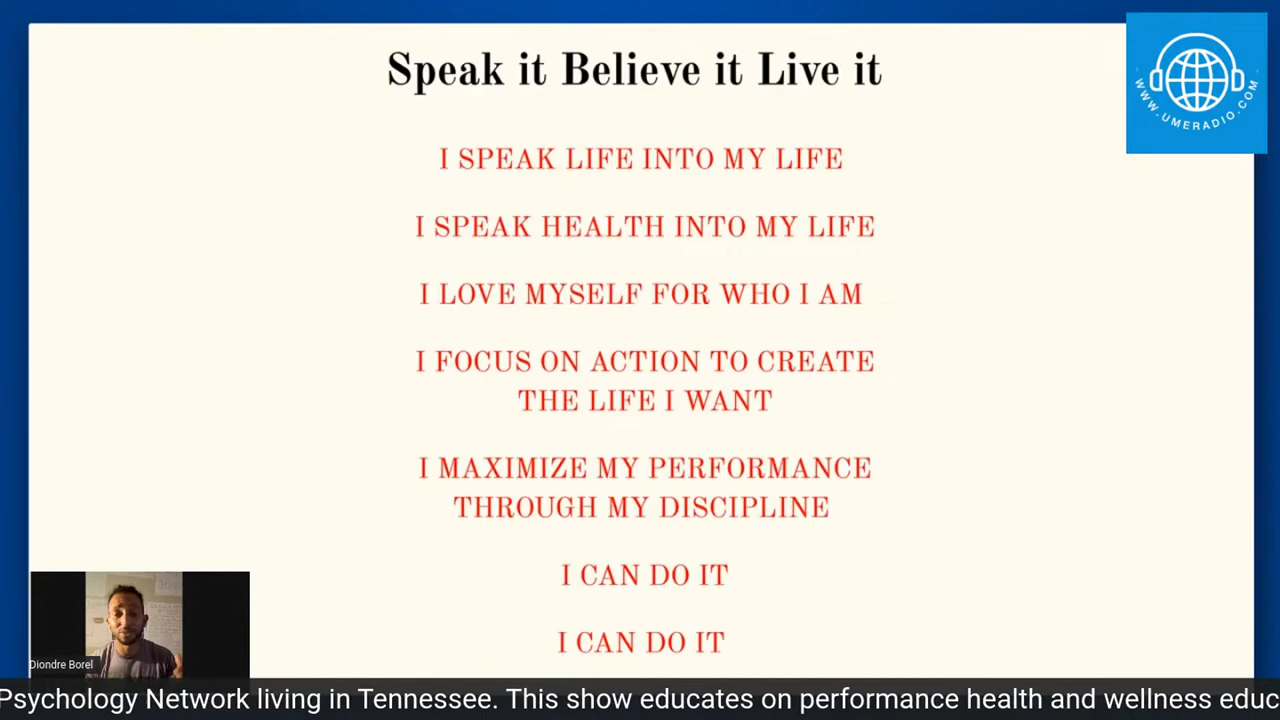 Speak it Believe it Live it
WWW.UMERADIO.COM
I SPEAK LIFE INTO MY LIFE
I SPEAK HEALTH INTO MY LIFE
I LOVE MYSELF FOR WHO I AM
I FOCUS ON ACTION TO CREATE
THE LIFE I WANT
I MAXIMIZE MY PERFORMANCE
THROUGH MY DISCIPLINE
I CAN DO IT
I CAN DO IT
Diondre Borel
Psychology Network living in Tennessee. This show educates on performance health and wellness educ